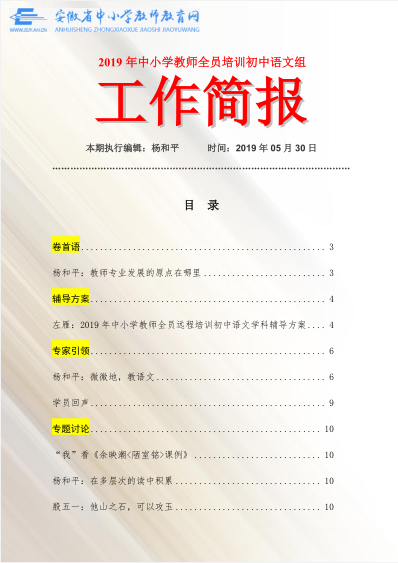 安徽省中小学教师教育网
WWW.JSJY.AH.CN
ANHUISHENG ZHONGXIAOXUE JIAOSHI JIAOYUWANG
2019 年中小学教师全员培训初中语文组
工作简报
本期执行编辑：杨和平 时间：2019 年 05 月 30 日
目 录
卷首语 3
杨和平：教师专业发展的原点在哪里 3
辅导方案 4
左雁：2019 年中小学教师全员远程培训初中语文学科辅导方案 4
专家引领 6
杨和平：微微地，教语文 6
学员回声 9
专题讨论 10
“我”看《余映潮<陋室铭>课例》 10
杨和平：在多层次的读中积累 10
殷五一：他山之石，可以攻玉 10